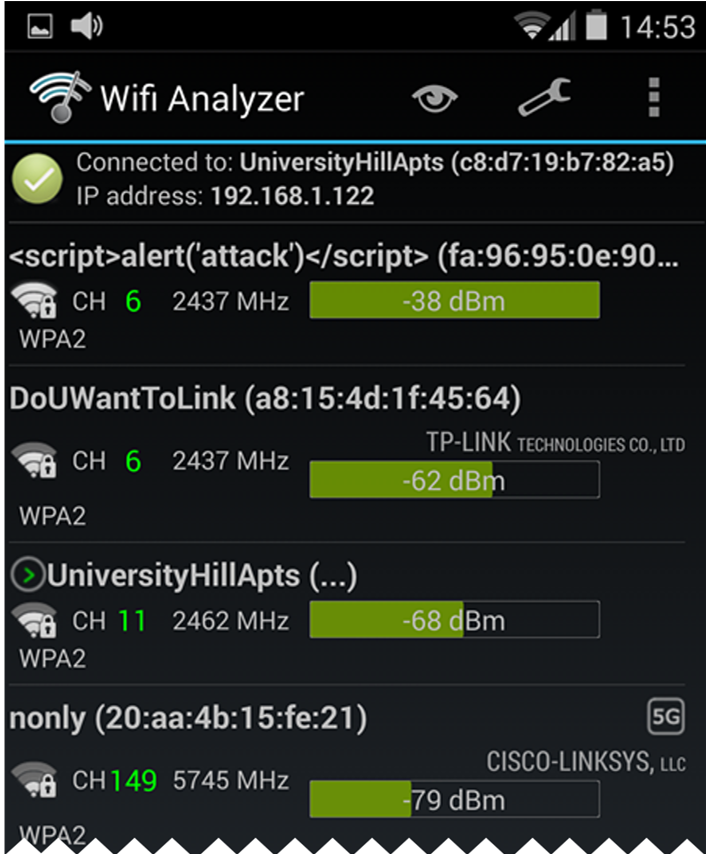 14:53
Wifi Analyzer
Connected to: UniversityHillApts (c8:d7:19:b7:82:a5)
IP address: 192.168.1.122
<script>alert('attack')</script> (fa:96:95:0e:90...
CH 6 2437 MHz -38 dBm
WPA2
DoUWantToLink (a8:15:4d:1f:45:64)
TP-LINK TECHNOLOGIES CO., LTD
CH 6 2437 MHz -62 dBm
WPA2
UniversityHillApts (...)
CH 11 2462 MHz -68 dBm
WPA2
nonly (20:aa:4b:15:fe:21) 5G
CISCO-LINKSYS, LLC
CH 149 5745 MHz -79 dBm
WPA2